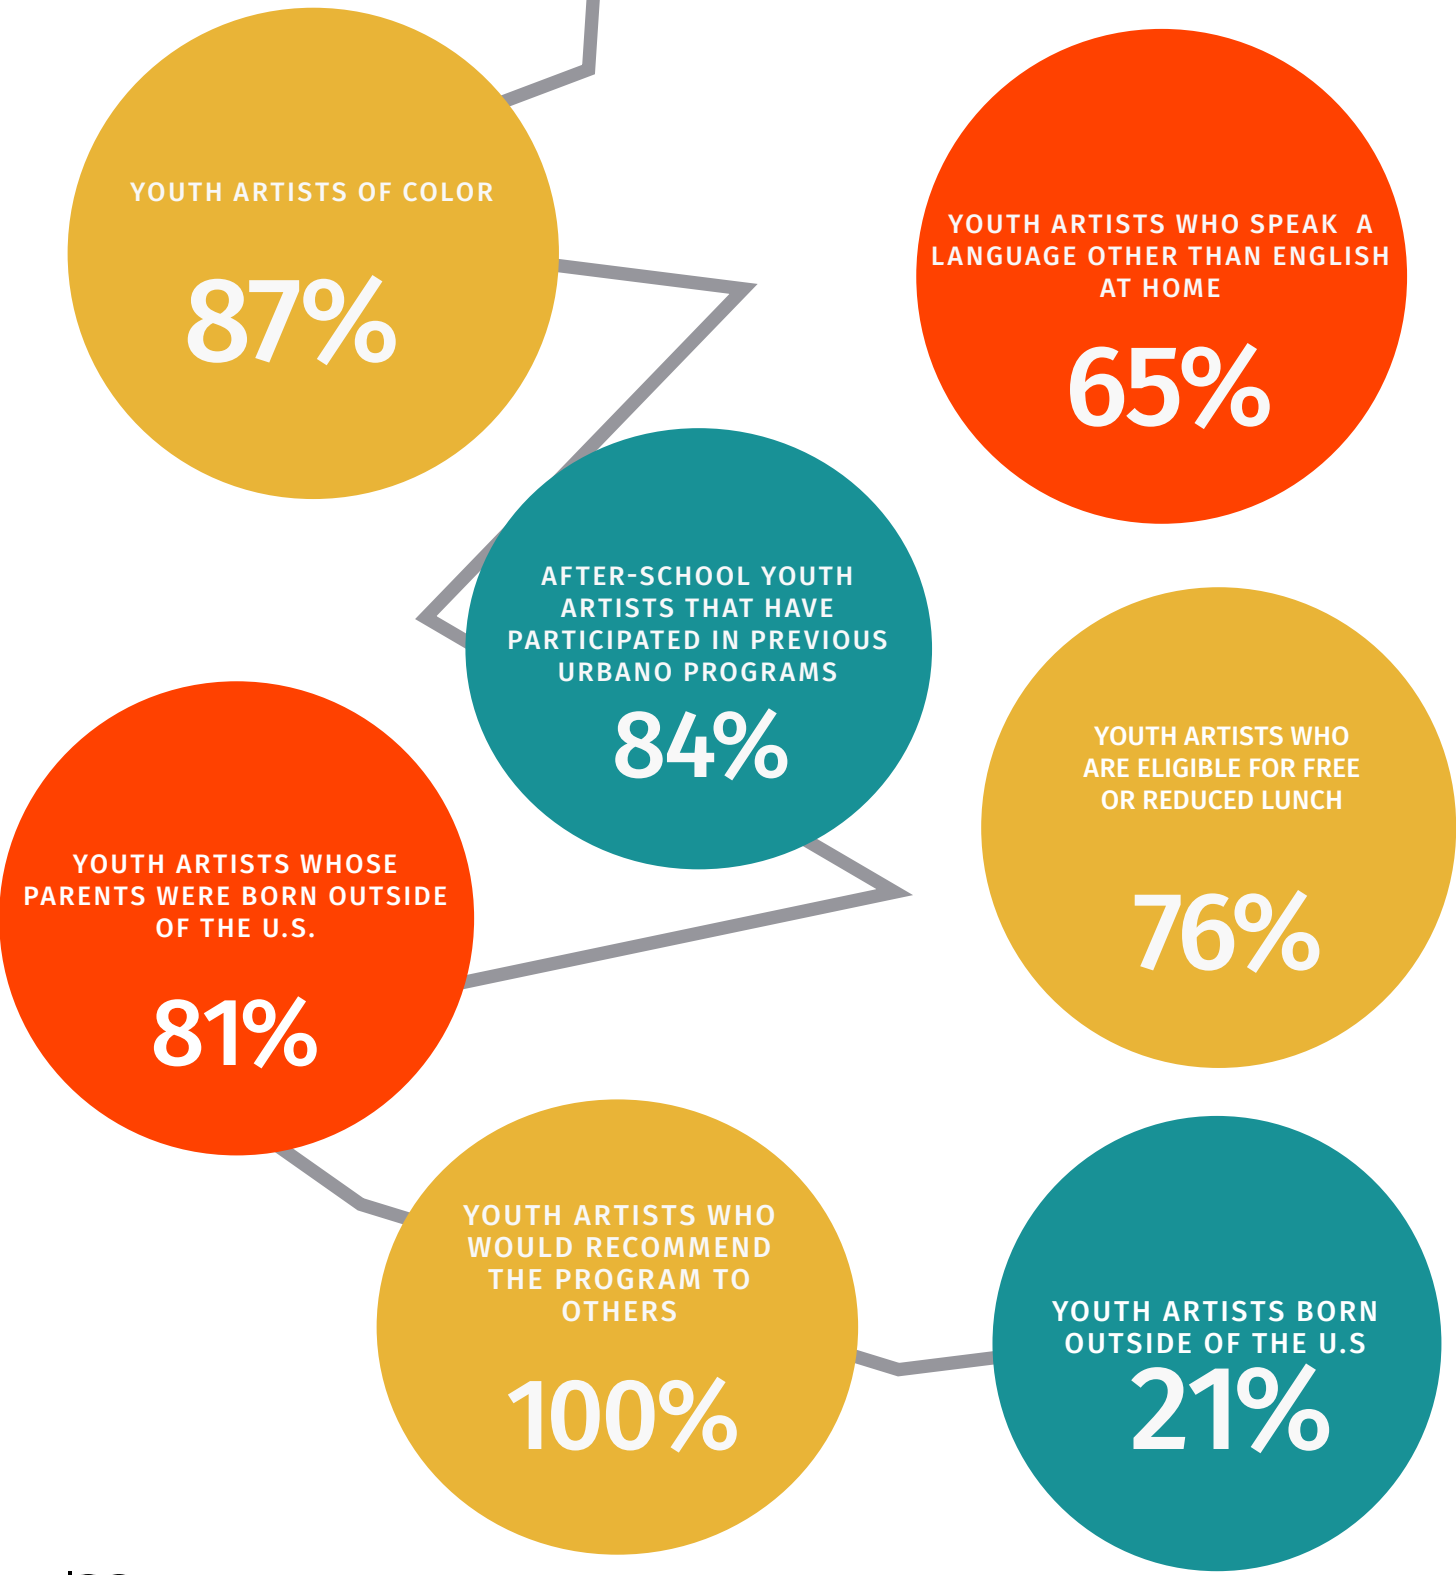 YOUTH ARTISTS OF COLOR
87%
YOUTH ARTISTS WHO SPEAK A
LANGUAGE OTHER THAN ENGLISH
AT HOME
65%
AFTER-SCHOOL YOUTH
ARTISTS THAT HAVE
PARTICIPATED IN PREVIOUS
URBANO PROGRAMS
84%
YOUTH ARTISTS WHO
ARE ELIGIBLE FOR FREE
OR REDUCED LUNCH
76%
YOUTH ARTISTS WHOSE
PARENTS WERE BORN OUTSIDE
OF THE U.S.
81%
YOUTH ARTISTS WHO
WOULD RECOMMEND
THE PROGRAM TO
OTHERS
100%
YOUTH ARTISTS BORN
OUTSIDE OF THE U.S
21%